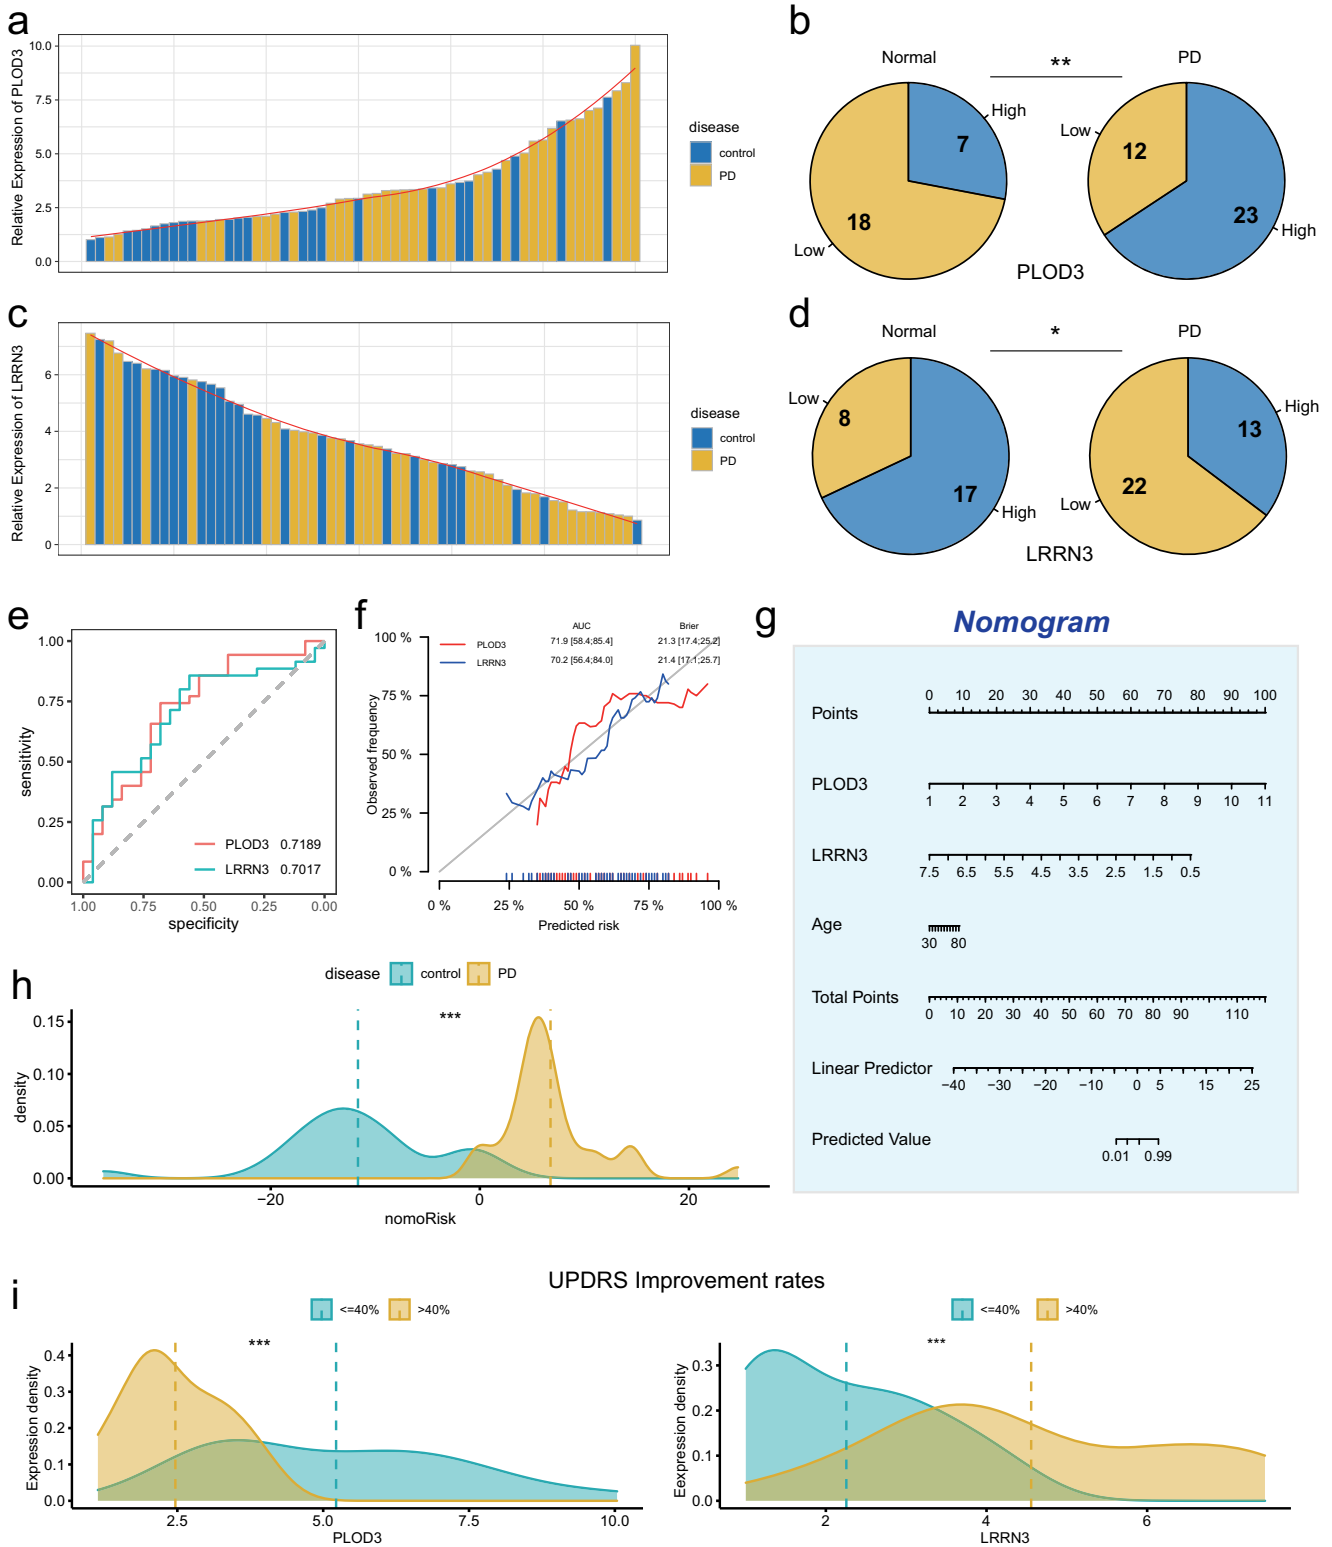 a
Relative Expression of PLOD3
10.0
7.5
5.0
2.5
0.0
disease
control
PD
b
Normal
**
PD
High
7
18
Low
Low
12
23
High
PLOD3
c
Relative Expression of LRRN3
6
4
2
0
disease
control
PD
d
Normal
*
PD
Low
8
17
High
High
13
22
Low
LRRN3
e
sensitivity
1.00
0.75
0.50
0.25
0.00
PLOD3 0.7189
LRRN3 0.7017
1.00 0.75 0.50 0.25 0.00
specificity
f
AUC Brier
PLOD3 71.9 [58.4;85.4] 21.3 [17.4;25.2]
LRRN3 70.2 [56.4;84.0] 21.4 [17.1;25.7]
Observed frequency
100 %
75 %
50 %
25 %
0 %
0 % 25 % 50 % 75 % 100 %
Predicted risk
g
Nomogram
Points
0 10 20 30 40 50 60 70 80 90 100
PLOD3
1 2 3 4 5 6 7 8 9 10 11
LRRN3
7.5 6.5 5.5 4.5 3.5 2.5 1.5 0.5
Age
30 80
Total Points
0 10 20 30 40 50 60 70 80 90 110
Linear Predictor
−40 −30 −20 −10 0 5 15 25
Predicted Value
0.01 0.99
h
disease control PD
***
density
0.15
0.10
0.05
0.00
−20 0 20
nomoRisk
i
UPDRS Improvement rates
<=40% >40%
***
Expression density
0.4
0.3
0.2
0.1
0.0
2.5 5.0 7.5 10.0
PLOD3
<=40% >40%
***
Eexpression density
0.3
0.2
0.1
0.0
2 4 6
LRRN3